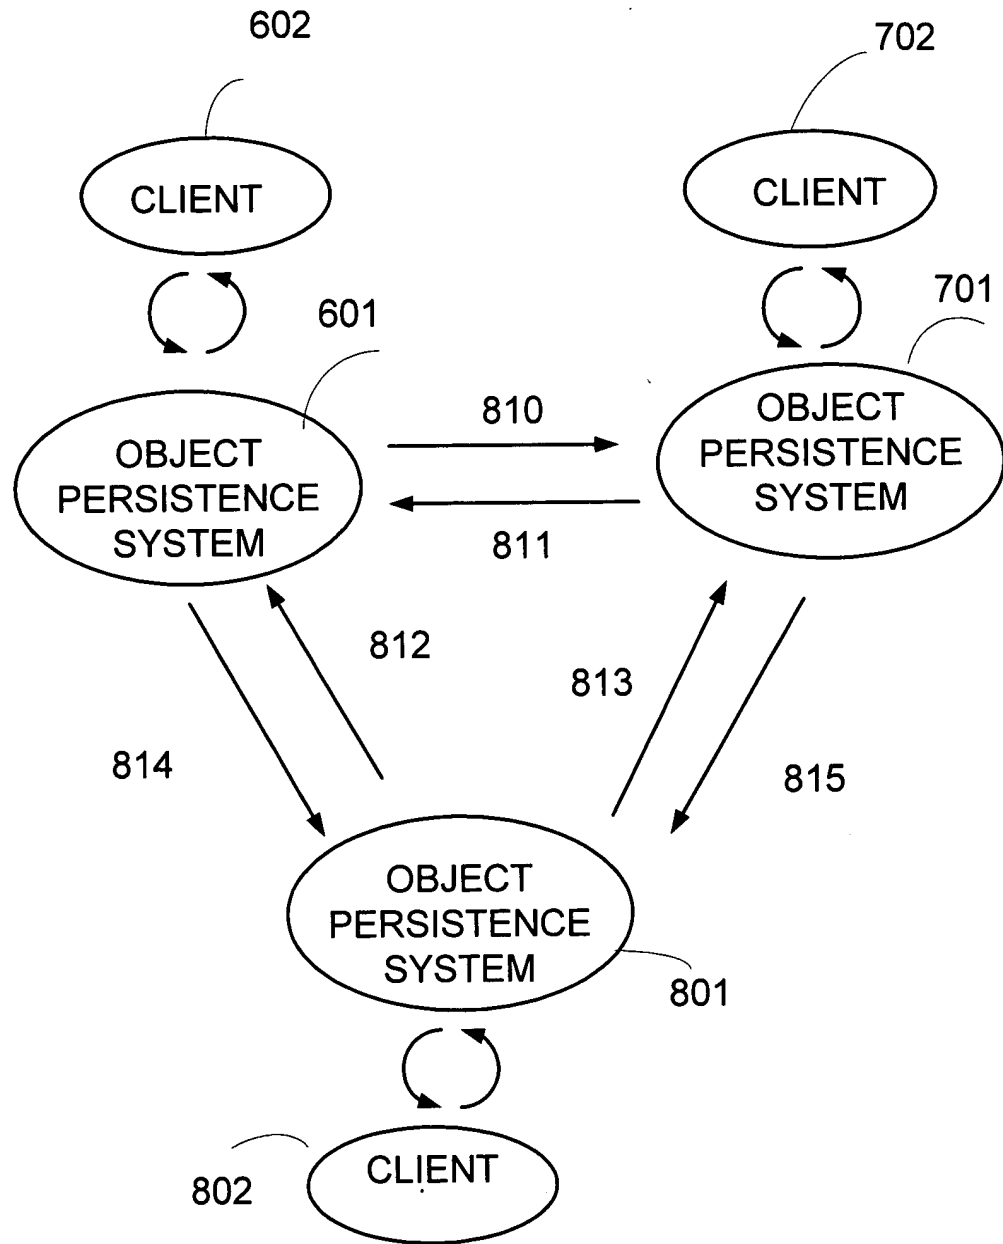 602
702
CLIENT
CLIENT
601
701
OBJECT
PERSISTENCE
SYSTEM
810
OBJECT
PERSISTENCE
SYSTEM
811
812
813
814
815
OBJECT
PERSISTENCE
SYSTEM
801
CLIENT
802